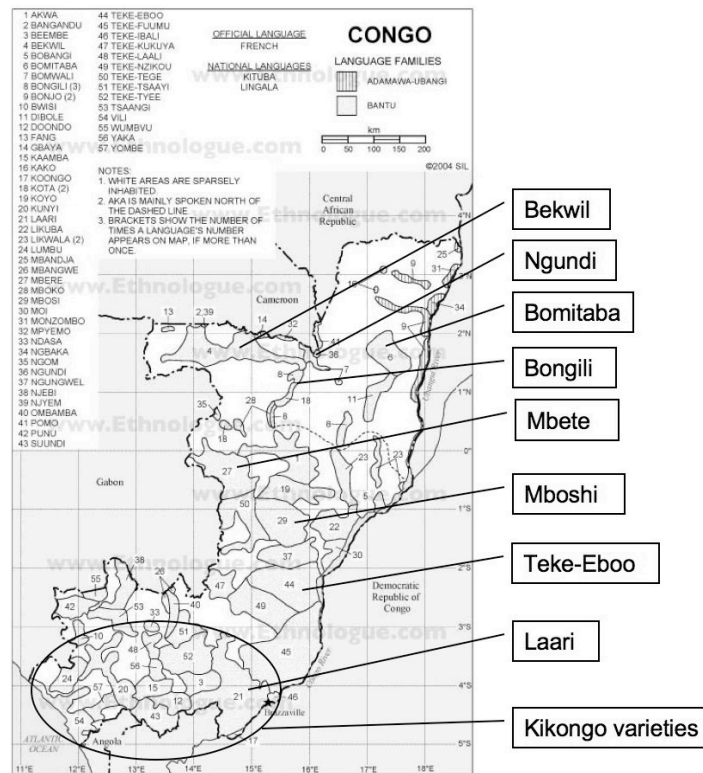 1 AKWA
2 BANGANDU
3 BEEMBE
4 BEKWIL
5 BOBANGI
6 BOMITABA
7 BOMWALI
8 BONGILI (3)
9 BONJO (2)
10 BWISI
11 DIBOLE
12 DOONDO
13 FANG
14 GBAYA
15 KAAMBA
16 KAKO
17 KOONGO
18 KOTA (2)
19 KOYO
20 KUNYI
21 LAARI
22 LIKUBA
23 LIKWALA (2)
24 LUMBU
25 MBANDJA
26 MBANGWE
27 MBERE
28 MBOKO
29 MBOSI
30 MOI
31 MONZOMBO
32 MPYEMO
33 NDASA
34 NGBAKA
35 NGOM
36 NGUNDI
37 NGUNGWEL
38 NJEBI
39 NJYEM
40 OMBAMBA
41 POMO
42 PUNU
43 SUUNDI
44 TEKE-EBOO
45 TEKE-FUUMU
46 TEKE-IBALI
47 TEKE-KUKUYA
48 TEKE-LAALI
49 TEKE-NZIKOU
50 TEKE-TEGE
51 TEKE-TSAAYI
52 TEKE-TYEE
53 TSAANGI
54 VILI
55 WUMBVU
56 YAKA
57 YOMBE
OFFICIAL LANGUAGE
FRENCH
NATIONAL LANGUAGES
KITUBA
LINGALA
CONGO
LANGUAGE FAMILIES
ADAMAWA-UBANGI
BANTU
km
0 50 100 150 200
©2004 SIL
NOTES:
1. WHITE AREAS ARE SPARSELY
INHABITED.
2. AKA IS MAINLY SPOKEN NORTH OF
THE DASHED LINE
3. BRACKETS SHOW THE NUMBER OF
TIMES A LANGUAGE'S NUMBER
APPEARS ON MAP, IF MORE THAN
ONCE.
www.Ethnologue.com
Central
African
Republic
Cameroon
Gabon
Democratic
Republic of
Congo
Brazzaville
Angola
ATLANTIC
OCEAN
4°N
3°N
2°N
1°N
0°
1°S
2°S
3°S
4°S
5°S
11°E 12°E 13°E 14°E 15°E 16°E 17°E 18°E
Bekwil
Ngundi
Bomitaba
Bongili
Mbete
Mboshi
Teke-Eboo
Laari
Kikongo varieties